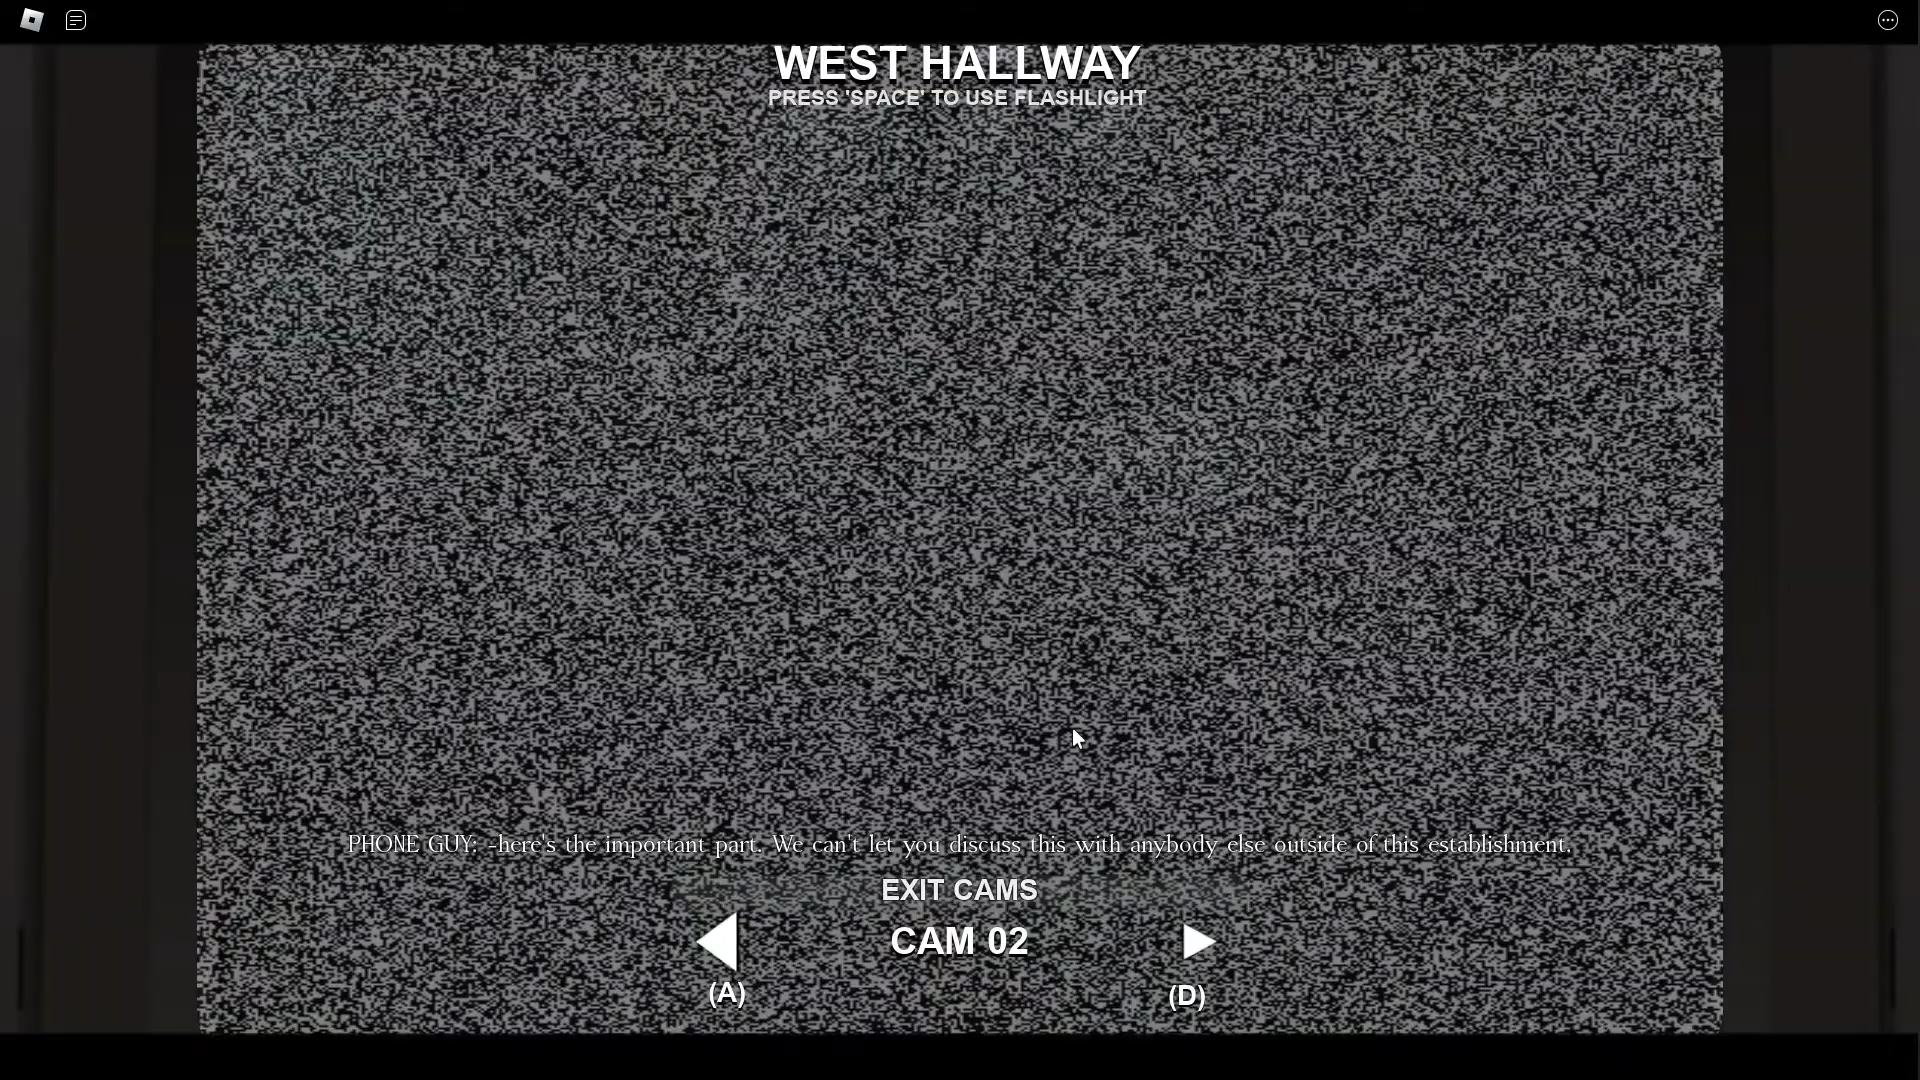 WEST HALLWAY
PRESS 'SPACE' TO USE FLASHLIGHT
PHONE GUY: -here's the important part. We can't let you discuss this with anybody else outside of this establishment.
EXIT CAMS
CAM 02
(A)
(D)